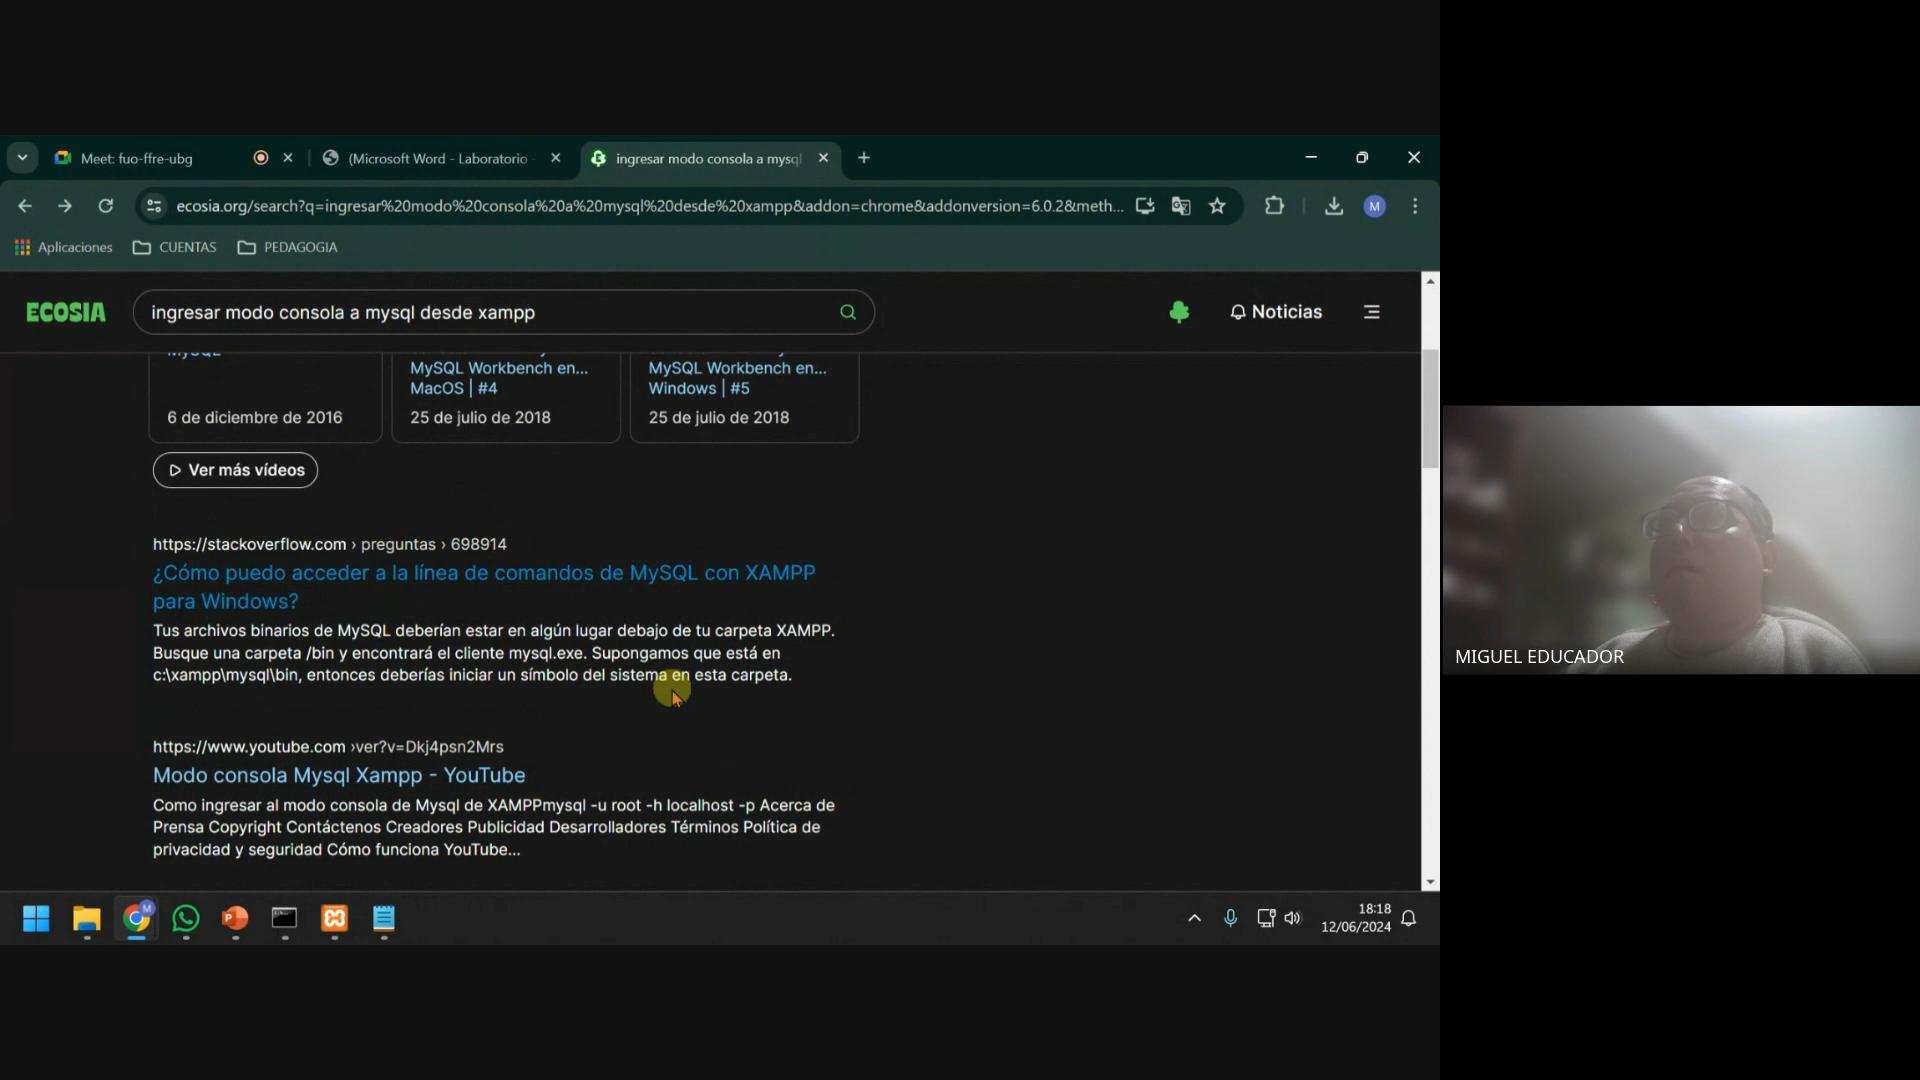 Meet: fuo-ffre-ubg
(Microsoft Word - Laboratorio
ingresar modo consola a mysql
ecosia.org/search?q=ingresar%20modo%20consola%20a%20mysql%20desde%20xampp&addon=chrome&addonversion=6.0.2&meth...
M
Aplicaciones
CUENTAS
PEDAGOGIA
ECOSIA
ingresar modo consola a mysql desde xampp
Noticias
MySQL
6 de diciembre de 2016
MySQL Workbench en...
MacOS | #4
25 de julio de 2018
MySQL Workbench en...
Windows | #5
25 de julio de 2018
Ver más vídeos
https://stackoverflow.com › preguntas › 698914
¿Cómo puedo acceder a la línea de comandos de MySQL con XAMPP
para Windows?
Tus archivos binarios de MySQL deberían estar en algún lugar debajo de tu carpeta XAMPP.
Busque una carpeta /bin y encontrará el cliente mysql.exe. Supongamos que está en
c:\xampp\mysql\bin, entonces deberías iniciar un símbolo del sistema en esta carpeta.
https://www.youtube.com ›ver?v=Dkj4psn2Mrs
Modo consola Mysql Xampp - YouTube
Como ingresar al modo consola de Mysql de XAMPPmysql -u root -h localhost -p Acerca de
Prensa Copyright Contáctenos Creadores Publicidad Desarrolladores Términos Política de
privacidad y seguridad Cómo funciona YouTube...
18:18
12/06/2024
MIGUEL EDUCADOR